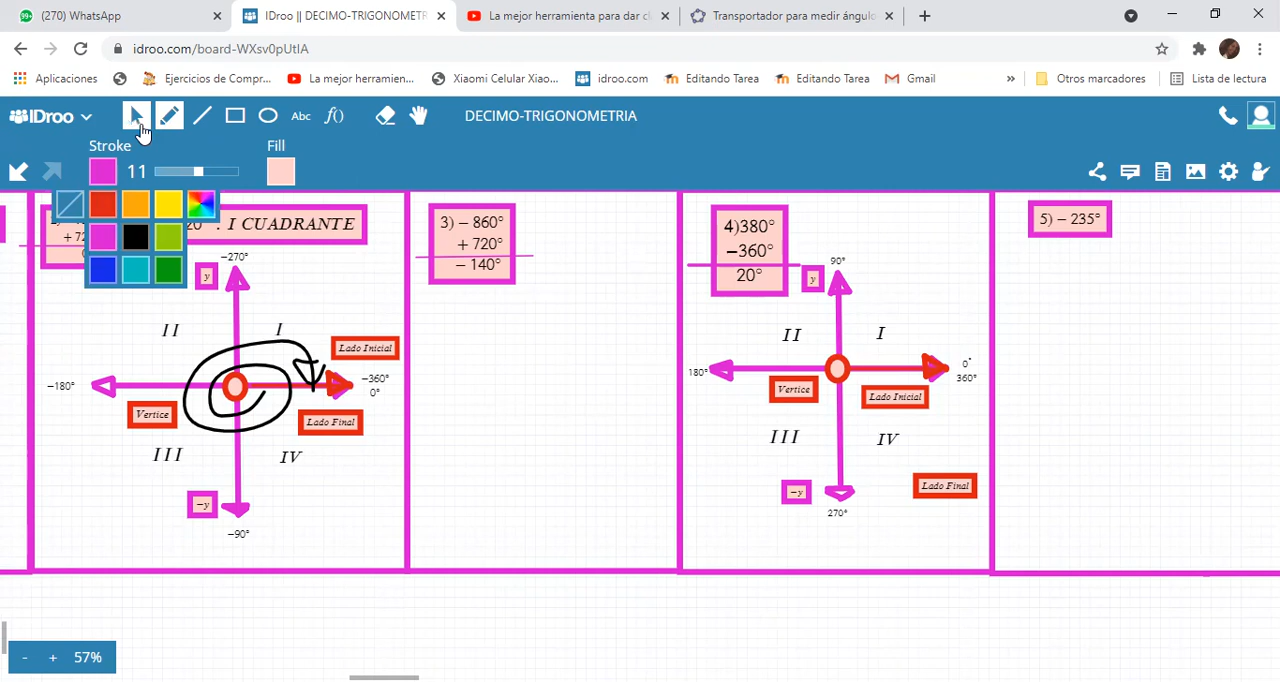 (270) WhatsApp
IDroo || DECIMO-TRIGONOMETR
La mejor herramienta para dar cl
Transportador para medir ángulo
idroo.com/board-WXsv0pUtIA
Aplicaciones
Ejercicios de Compr...
La mejor herramien...
Xiaomi Celular Xiao...
idroo.com
Editando Tarea
Editando Tarea
Gmail
»
Otros marcadores
Lista de lectura
IDroo
Abc
f()
DECIMO-TRIGONOMETRIA
Stroke
11
Fill
20° : I CUADRANTE
+72
−270°
y
II
I
Lado Inicial
−180°
−360°
0°
Vertice
Lado Final
III
IV
−y
−90°
3) − 860°
+ 720°
− 140°
4)380°
−360°
20°
90°
y
II
I
180°
0°
360°
Vertice
Lado Inicial
III
IV
Lado Final
−y
270°
5) − 235°
- + 57%